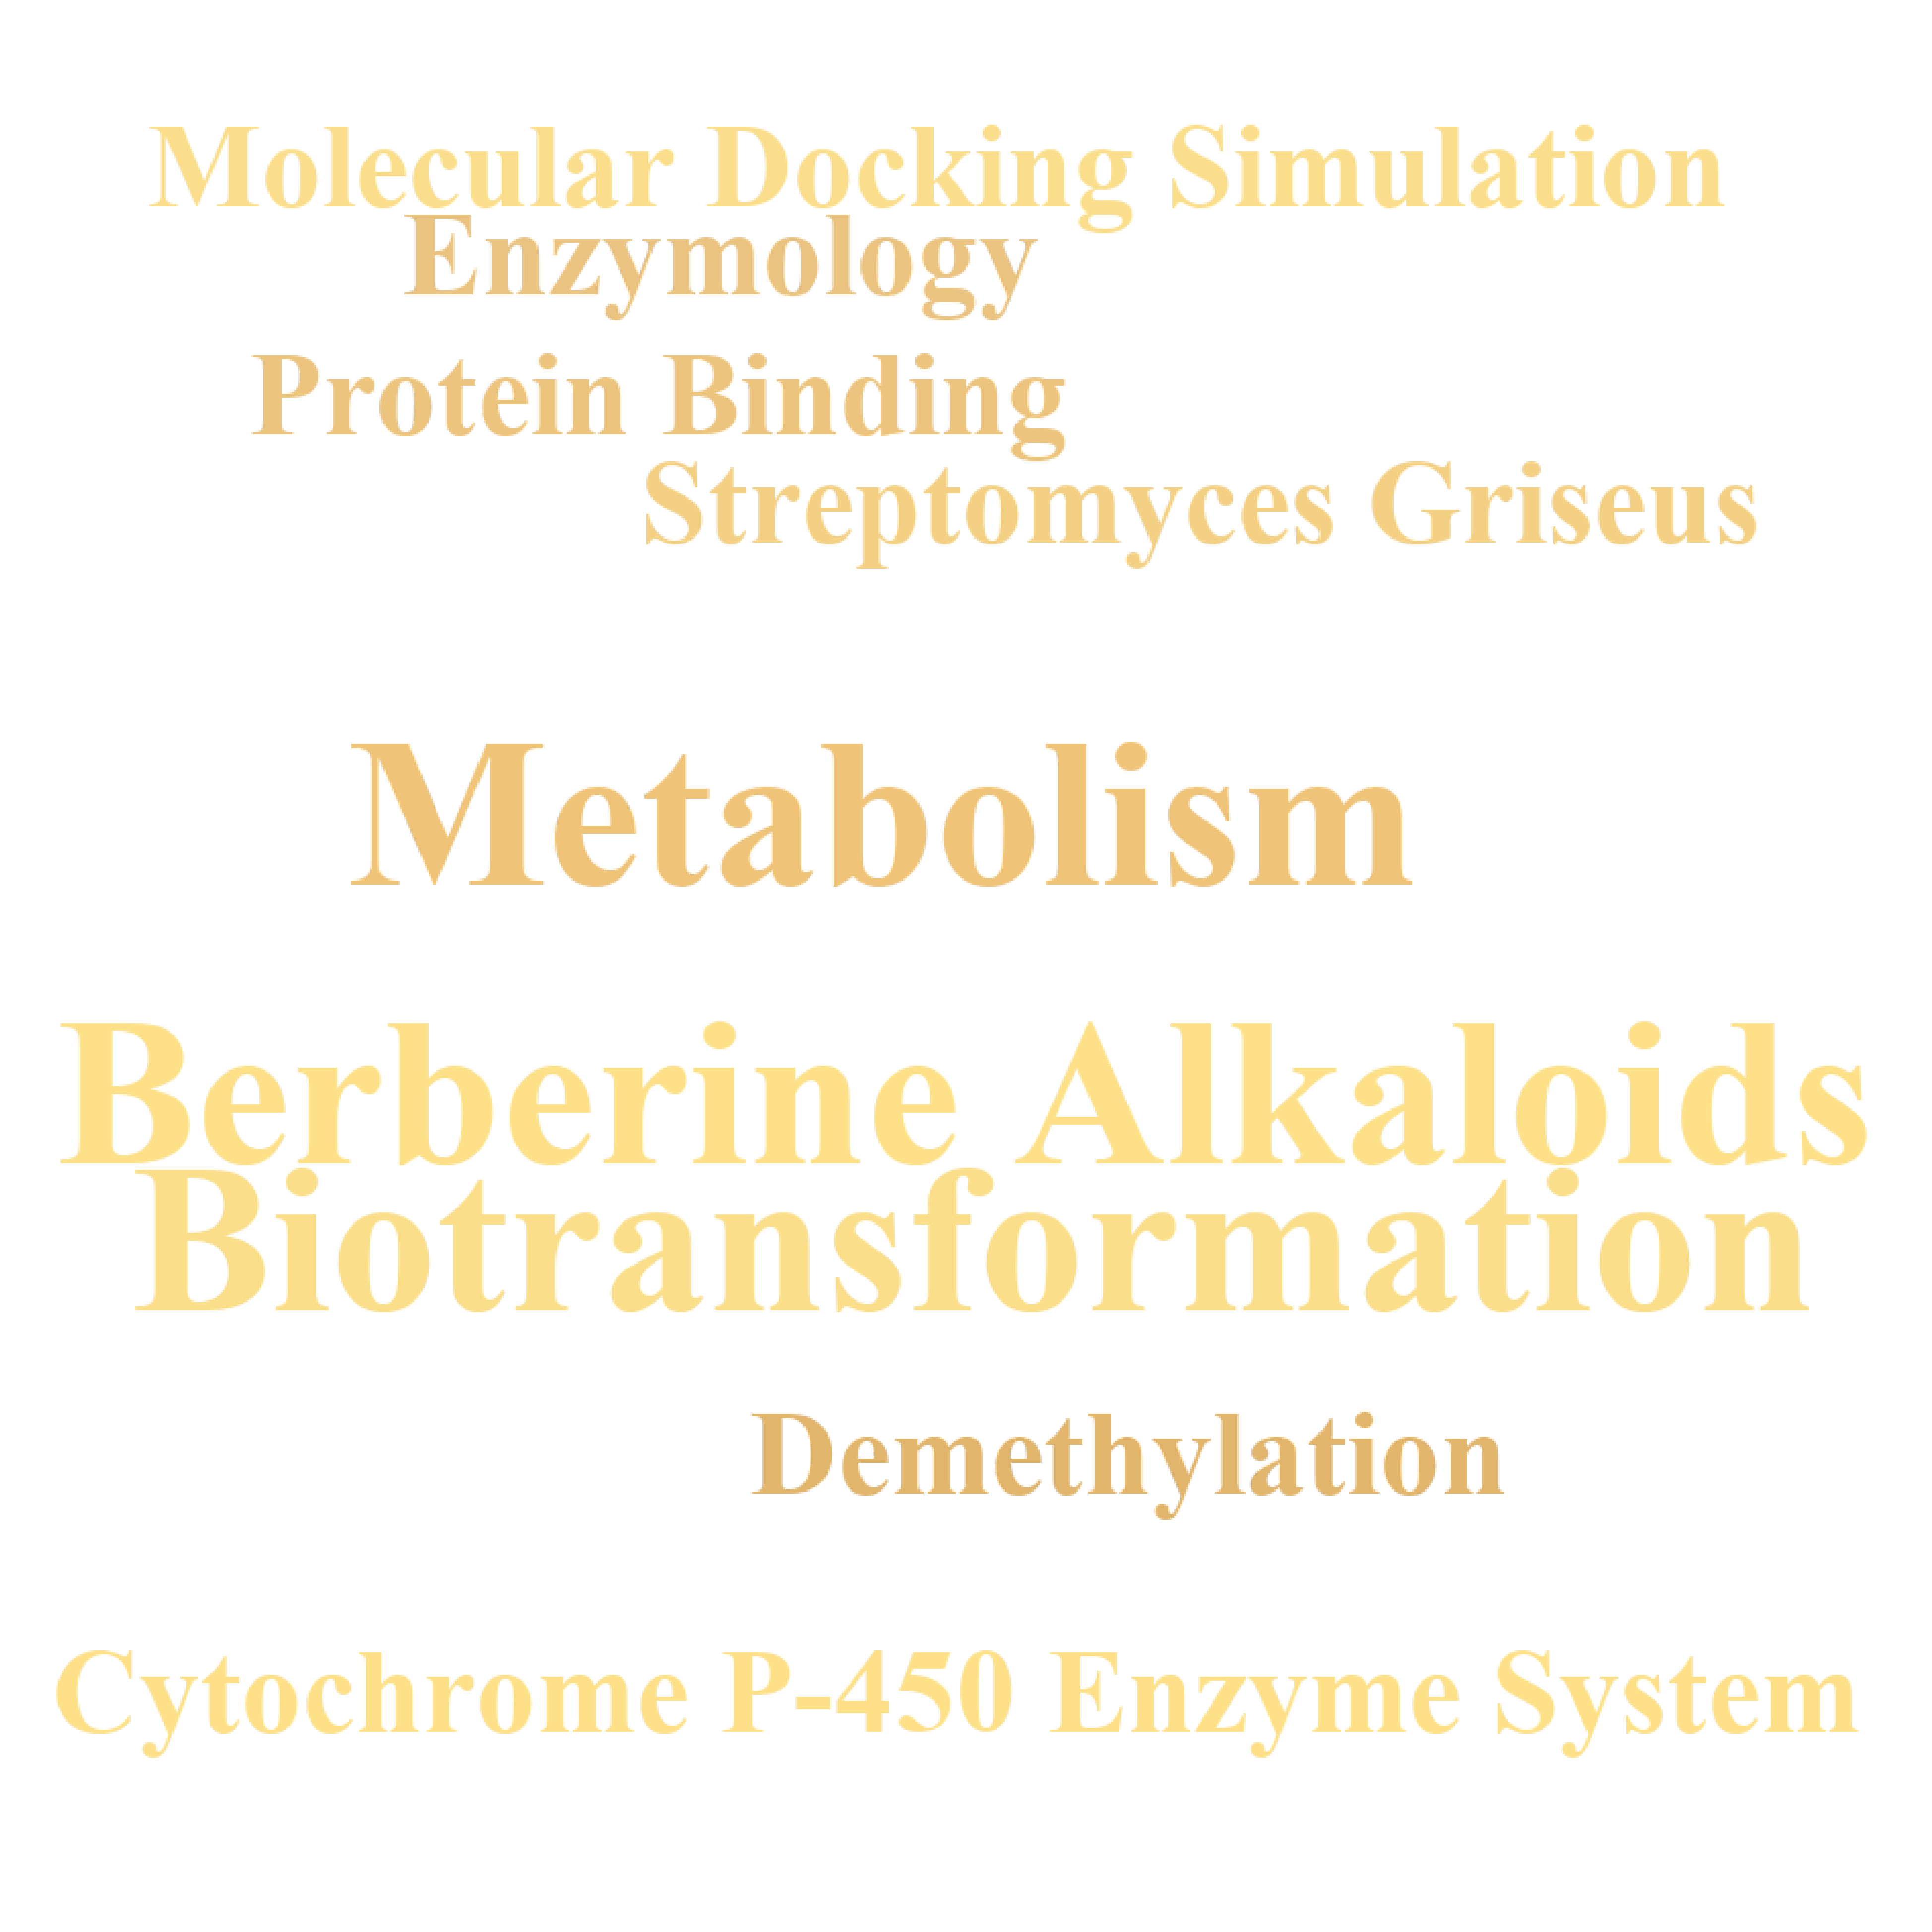 Molecular Docking Simulation
Enzymology
Protein Binding
Streptomyces Griseus
Metabolism
Berberine Alkaloids
Biotransformation
Demethylation
Cytochrome P-450 Enzyme System